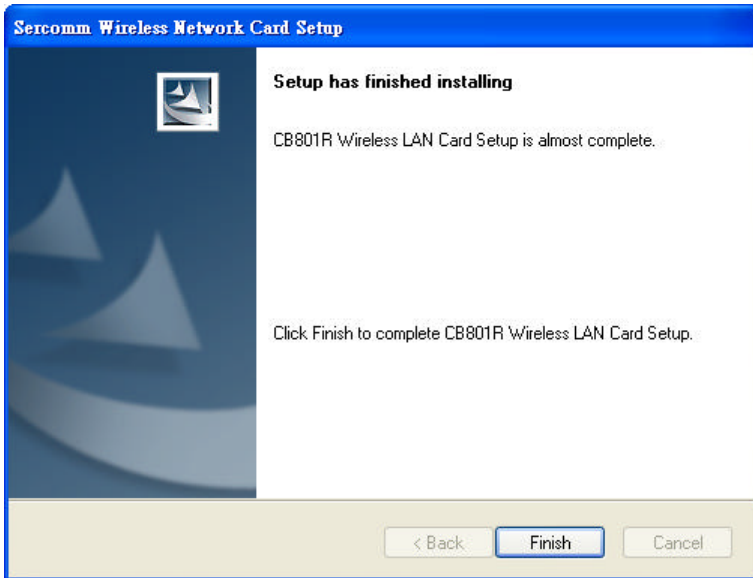 Sercomm Wireless Network Card Setup
Setup has finished installing
CB801R Wireless LAN Card Setup is almost complete.
Click Finish to complete CB801R Wireless LAN Card Setup.
< Back Finish Cancel